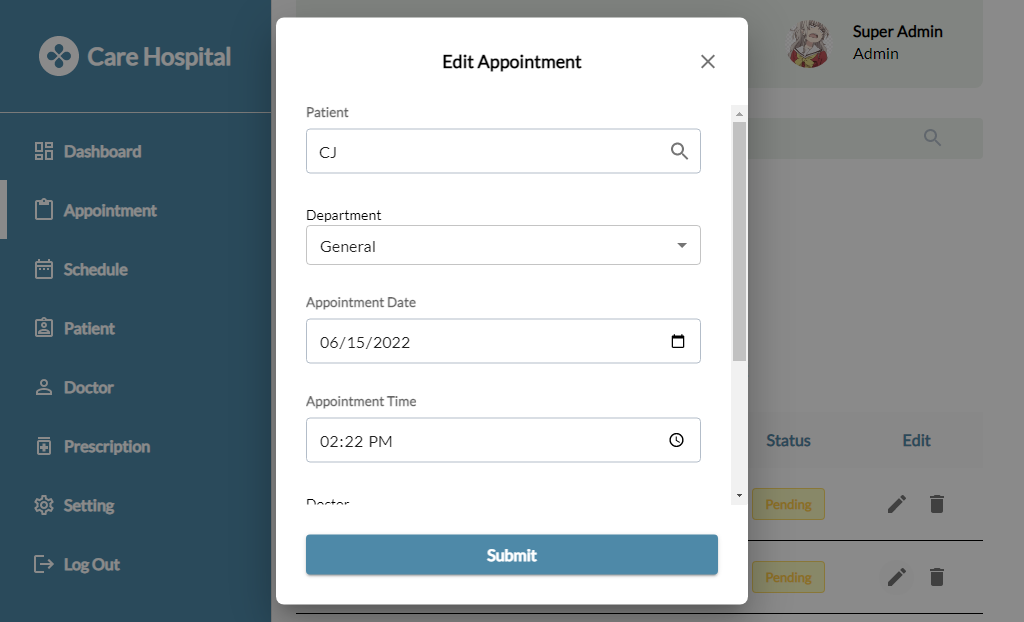 Care Hospital
Dashboard
Appointment
Schedule
Patient
Doctor
Prescription
Setting
Log Out
Super Admin
Admin
Edit Appointment
Patient
CJ
Department
General
Appointment Date
06/15/2022
Appointment Time
02:22 PM
Doctor
Submit
Status Edit
Pending
Pending